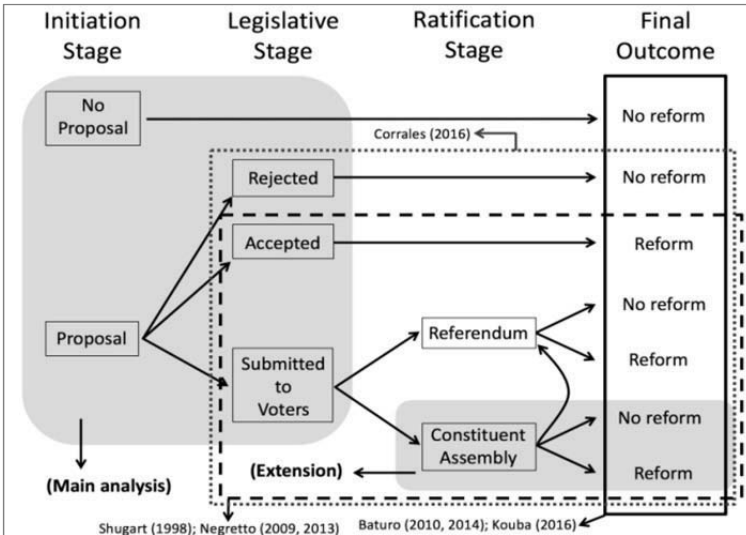 Initiation Stage
Legislative Stage
Ratification Stage
Final Outcome
No Proposal
No reform
Corrales (2016)
Rejected
No reform
Accepted
Reform
No reform
Proposal
Referendum
Submitted to Voters
Reform
No reform
Constituent Assembly
(Extension)
(Main analysis)
Reform
Shugart (1998); Negretto (2009, 2013)
Baturo (2010, 2014); Kouba (2016)